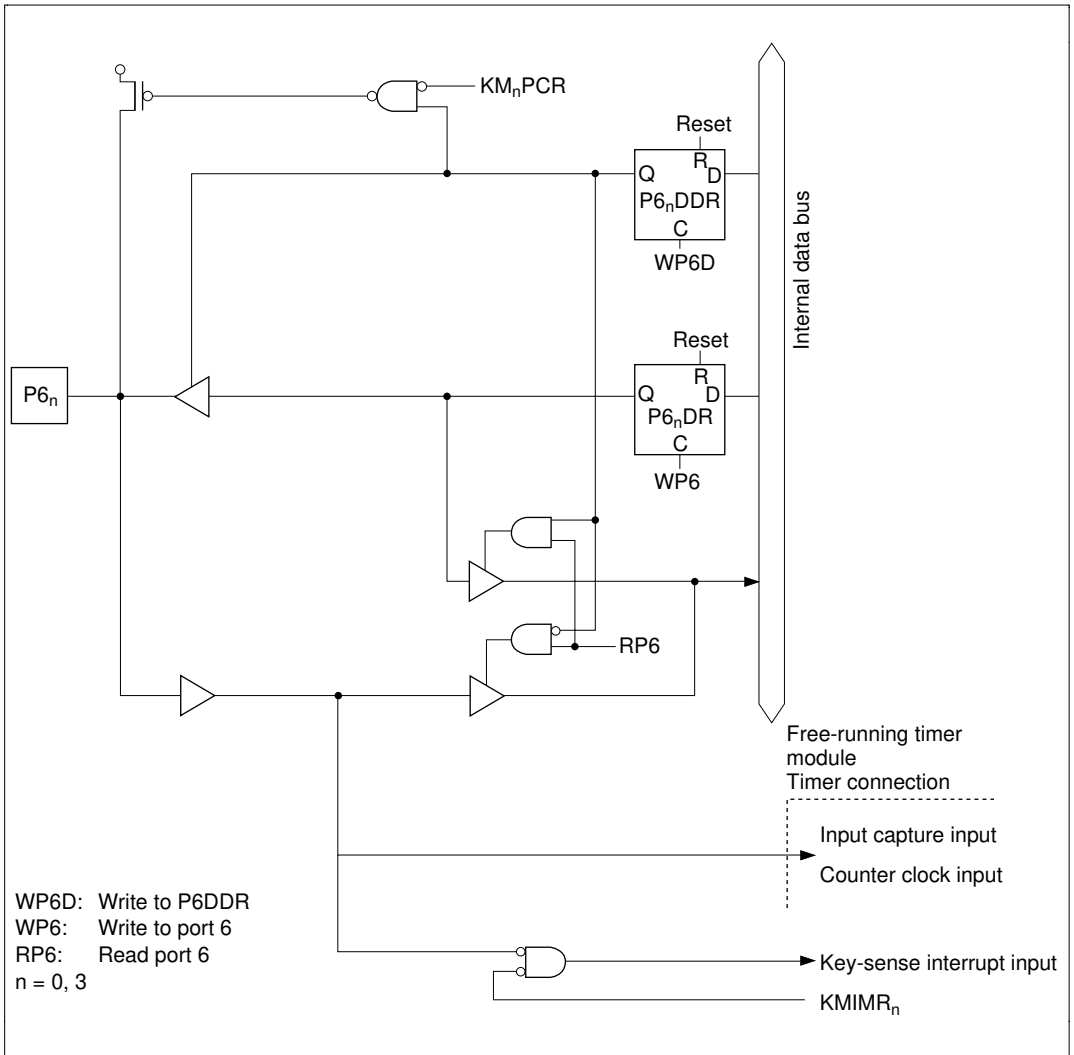 KMnPCR
Reset
R
Q D
P6nDDR
C
WP6D
Internal data bus
Reset
R
P6n
Q D
P6nDR
C
WP6
RP6
Free-running timer
module
Timer connection
Input capture input
Counter clock input
WP6D: Write to P6DDR
WP6: Write to port 6
RP6: Read port 6
n = 0, 3
Key-sense interrupt input
KMIMRn